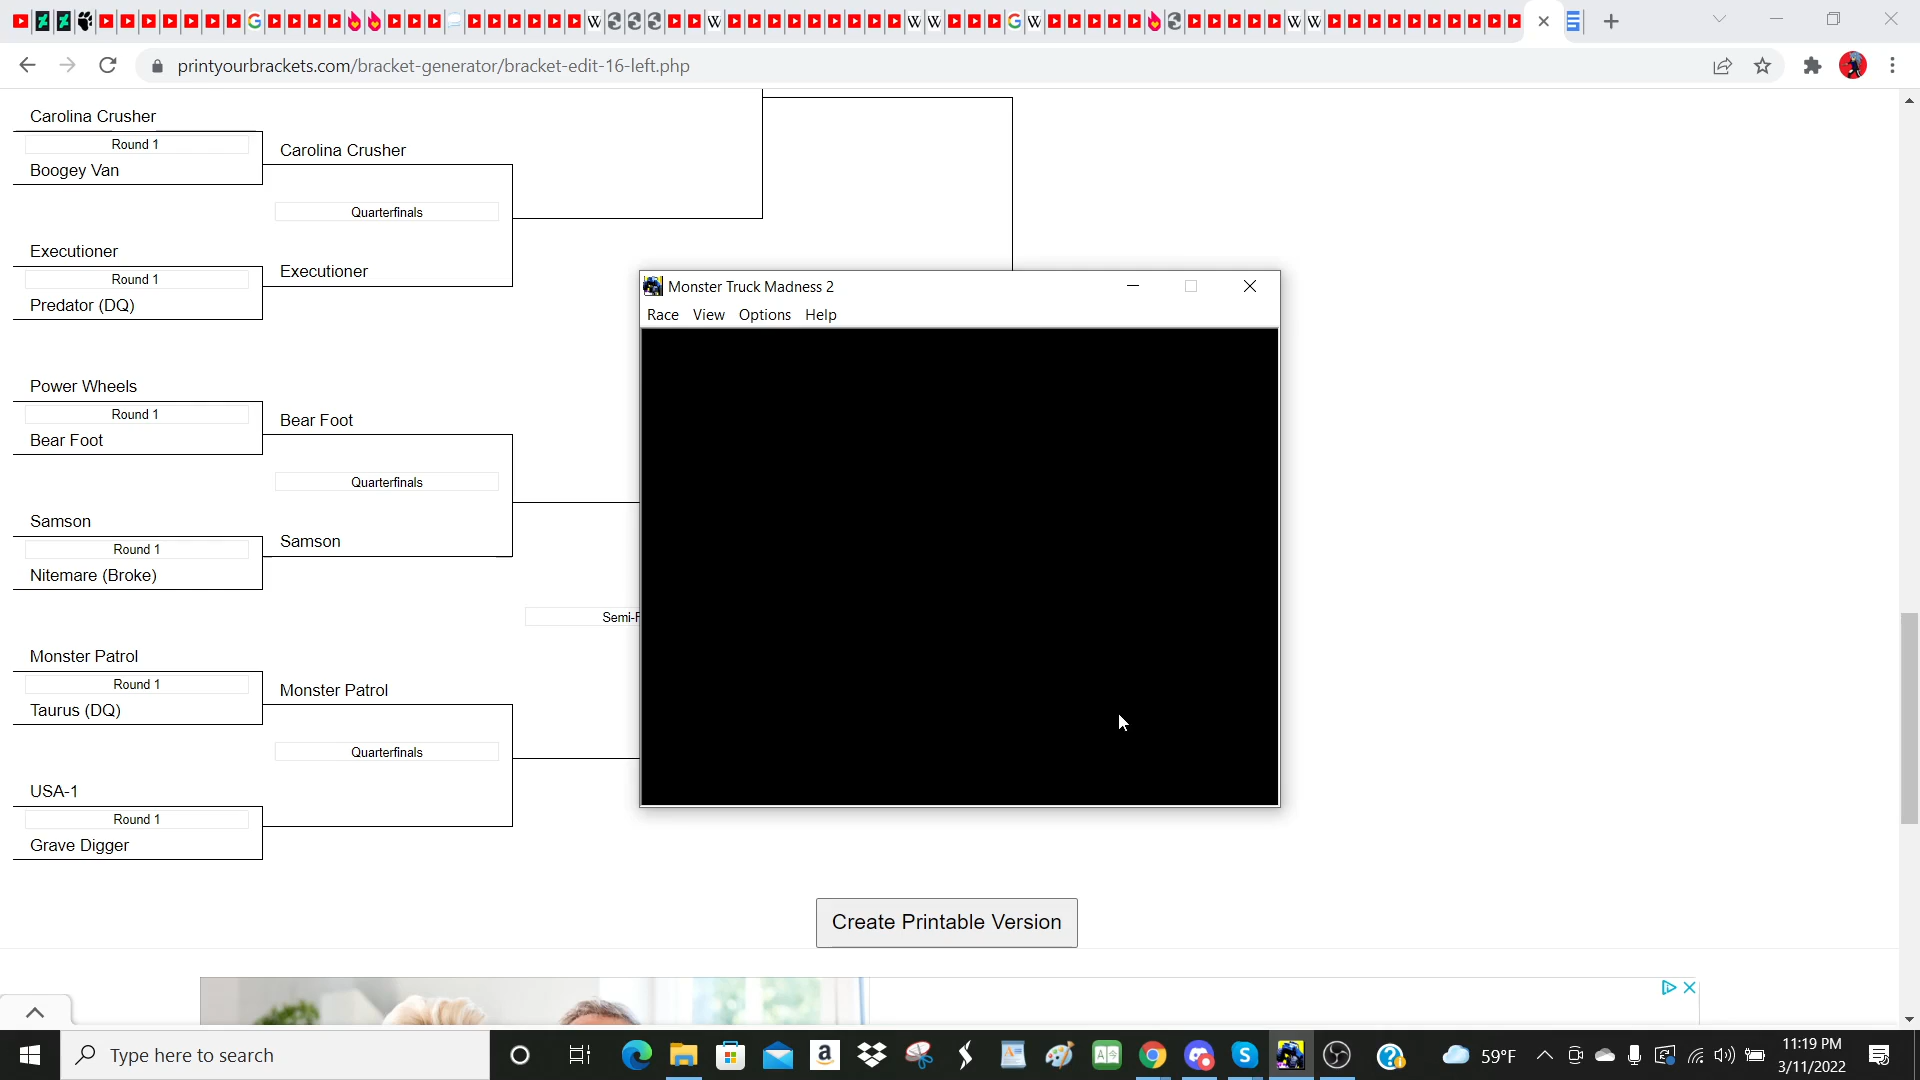 printyourbrackets.com/bracket-generator/bracket-edit-16-left.php
Carolina Crusher
Round 1
Boogey Van
Carolina Crusher
Quarterfinals
Executioner
Executioner
Round 1
Predator (DQ)
Power Wheels
Round 1
Bear Foot
Bear Foot
Quarterfinals
Samson
Samson
Round 1
Nitemare (Broke)
Semi-F
Monster Patrol
Round 1
Taurus (DQ)
Monster Patrol
Quarterfinals
USA-1
Round 1
Grave Digger
Monster Truck Madness 2
Race View Options Help
Create Printable Version
Type here to search
59°F
11:19 PM
3/11/2022